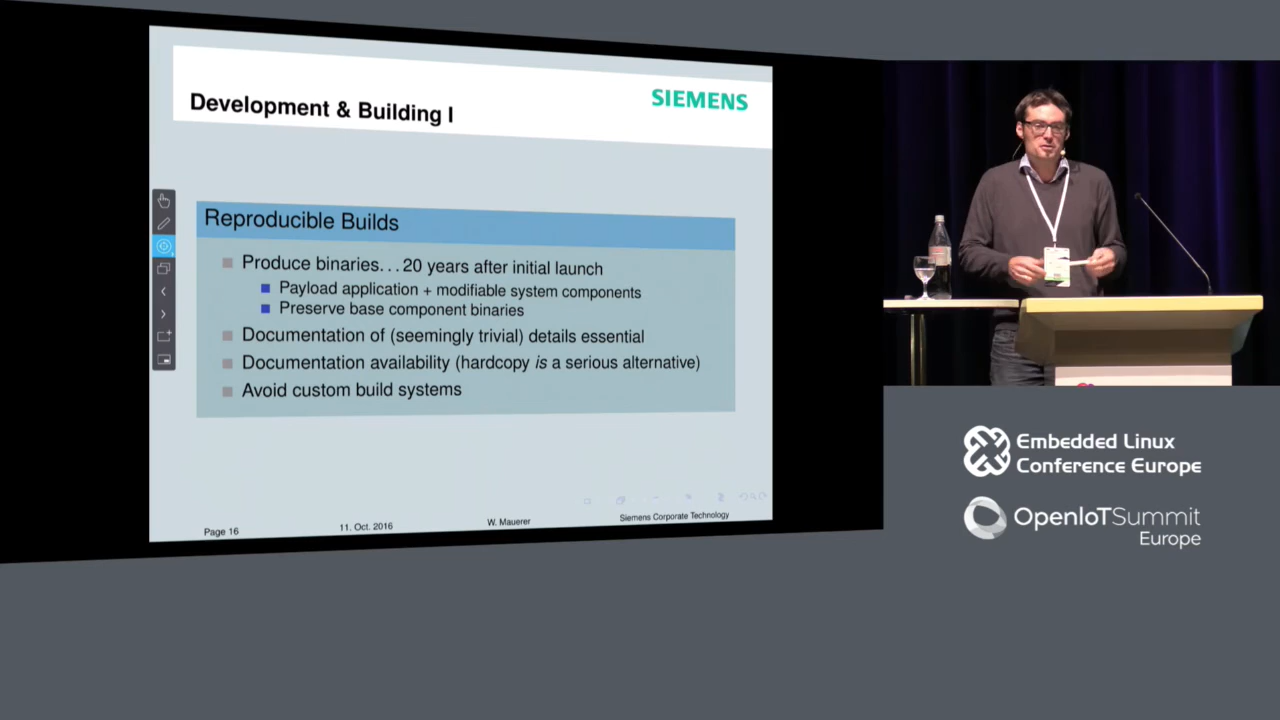 Development & Building I
SIEMENS
Reproducible Builds
Produce binaries...20 years after initial launch
Payload application + modifiable system components
Preserve base component binaries
Documentation of (seemingly trivial) details essential
Documentation availability (hardcopy is a serious alternative)
Avoid custom build systems
Page 16
11. Oct. 2016
W. Mauerer
Siemens Corporate Technology
Embedded Linux
Conference Europe
OpenIoTSummit
Europe